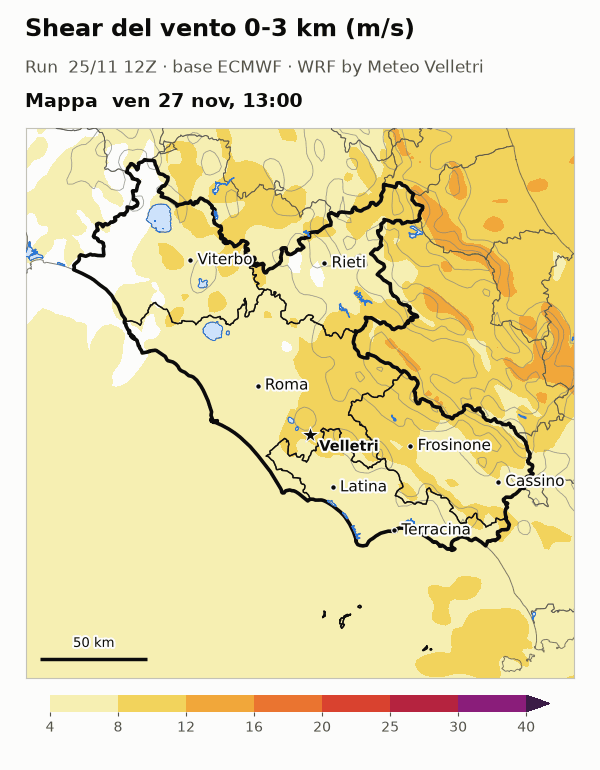 Shear del vento 0-3 km (m/s)
Run  25/11 12Z · base ECMWF · WRF by Meteo Velletri
Mappa  ven 27 nov, 13:00
Viterbo
Rieti
Roma
Velletri
Frosinone
Latina
Cassino
Terracina
50 km
4 8 12 16 20 25 30 40